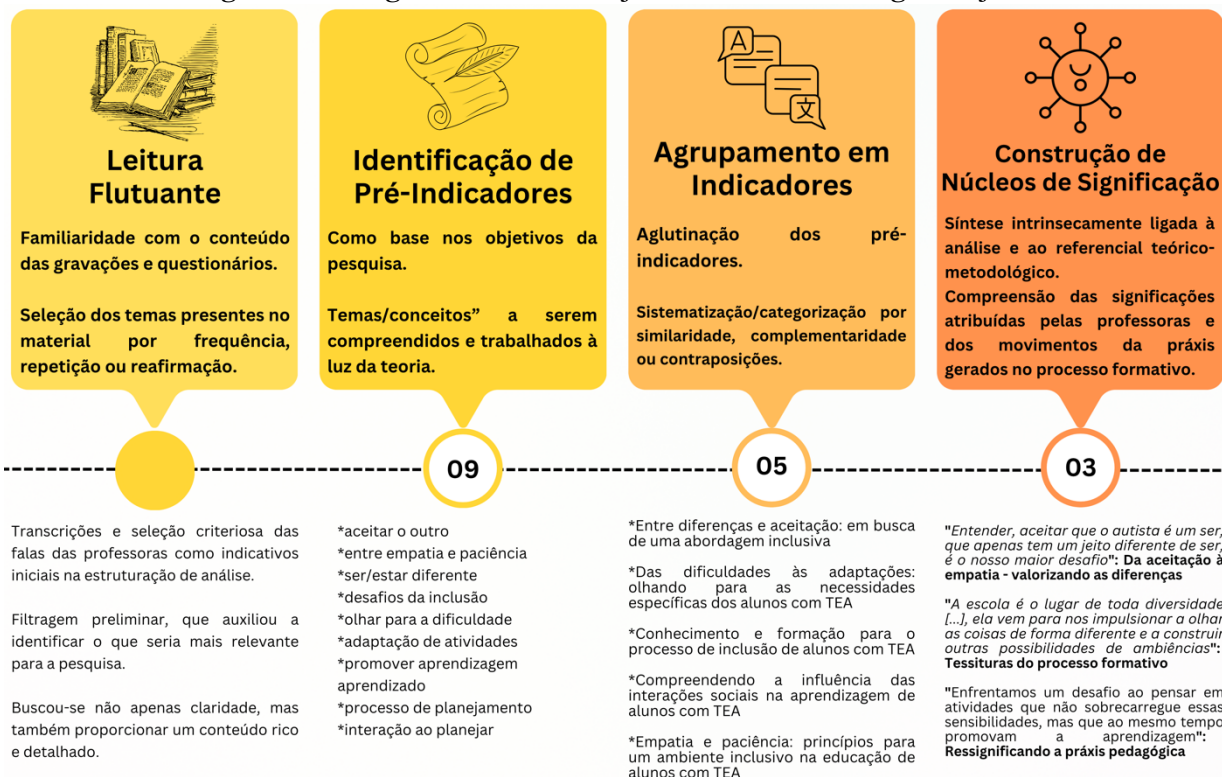 Leitura
Flutuante
Familiaridade com o conteúdo
das gravações e questionários.
Seleção dos temas presentes no
material por frequência,
repetição ou reafirmação.
Identificação de
Pré-Indicadores
Como base nos objetivos da
pesquisa.
Temas/conceitos” a serem
compreendidos e trabalhados à
luz da teoria.
A
文
Agrupamento em
Indicadores
Aglutinação dos pré-
indicadores.
Sistematização/categorização por
similaridade, complementaridade
ou contraposições.
Construção de
Núcleos de Significação
Síntese intrinsecamente ligada à
análise e ao referencial teórico-
metodológico.
Compreensão das significações
atribuídas pelas professoras e
dos movimentos da práxis
gerados no processo formativo.
09
05
03
Transcrições e seleção criteriosa das
falas das professoras como indicativos
iniciais na estruturação de análise.
Filtragem preliminar, que auxiliou a
identificar o que seria mais relevante
para a pesquisa.
Buscou-se não apenas claridade, mas
também proporcionar um conteúdo rico
e detalhado.
*aceitar o outro
*entre empatia e paciência
*ser/estar diferente
*desafios da inclusão
*olhar para a dificuldade
*adaptação de atividades
*promover aprendizagem
aprendizado
*processo de planejamento
*interação ao planejar
*Entre diferenças e aceitação: em busca
de uma abordagem inclusiva
*Das dificuldades às adaptações:
olhando para as necessidades
específicas dos alunos com TEA
*Conhecimento e formação para o
processo de inclusão de alunos com TEA
*Compreendendo a influência das
interações sociais na aprendizagem de
alunos com TEA
*Empatia e paciência: princípios para
um ambiente inclusivo na educação de
alunos com TEA
"Entender, aceitar que o autista é um ser,
que apenas tem um jeito diferente de ser,
é o nosso maior desafio": Da aceitação à
empatia - valorizando as diferenças
"A escola é o lugar de toda diversidade
[...], ela vem para nos impulsionar a olhar
as coisas de forma diferente e a construir
outras possibilidades de ambiências":
Tessituras do processo formativo
"Enfrentamos um desafio ao pensar em
atividades que não sobrecarregue essas
sensibilidades, mas que ao mesmo tempo
promovam a aprendizagem":
Ressignificando a práxis pedagógica